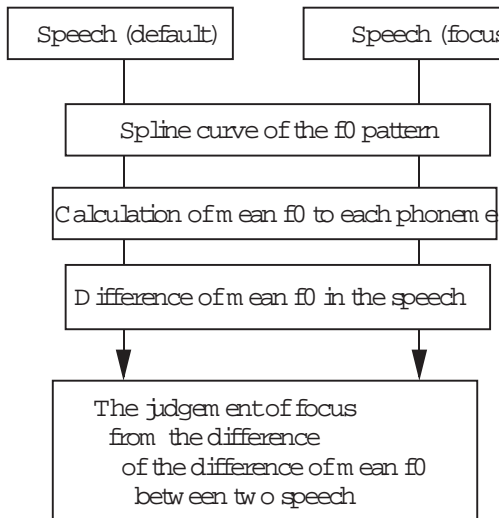 Speech (default)
Speech (focus
Spline curve of the f0 pattern
Calculation of mean f0 to each phoneme
Difference of mean f0 in the speech
The judgement of focus
from the difference
of the difference of mean f0
between two speech